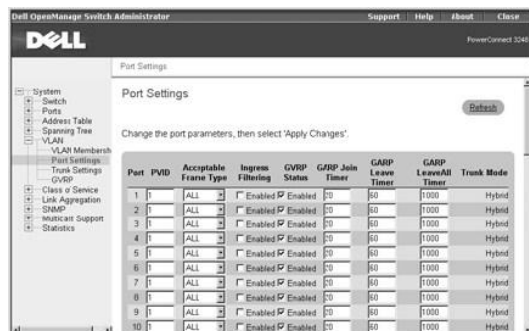 Dell OpenManage Switch Administrator Support Help About Close
DELL
PowerConnect 3248
Port Settings
System
Switch
Ports
Address Table
Spanning Tree
VLAN
VLAN Membersh
Port Settings
Trunk Settings
GVRP
Class of Service
Link Aggregation
SNMP
Multicast Support
Statistics
Port Settings
Refresh
Change the port parameters, then select 'Apply Changes'.
Port PVID Acceptable Frame Type Ingress Filtering GVRP Status GARP Join Timer GARP Leave Timer GARP LeaveAll Timer Trunk Mode
1 1 ALL Enabled Enabled 20 60 1000 Hybrid
2 1 ALL Enabled Enabled 20 60 1000 Hybrid
3 1 ALL Enabled Enabled 20 60 1000 Hybrid
4 1 ALL Enabled Enabled 20 60 1000 Hybrid
5 1 ALL Enabled Enabled 20 60 1000 Hybrid
6 1 ALL Enabled Enabled 20 60 1000 Hybrid
7 1 ALL Enabled Enabled 20 60 1000 Hybrid
8 1 ALL Enabled Enabled 20 60 1000 Hybrid
9 1 ALL Enabled Enabled 20 60 1000 Hybrid
10 1 ALL Enabled Enabled 20 60 1000 Hybrid